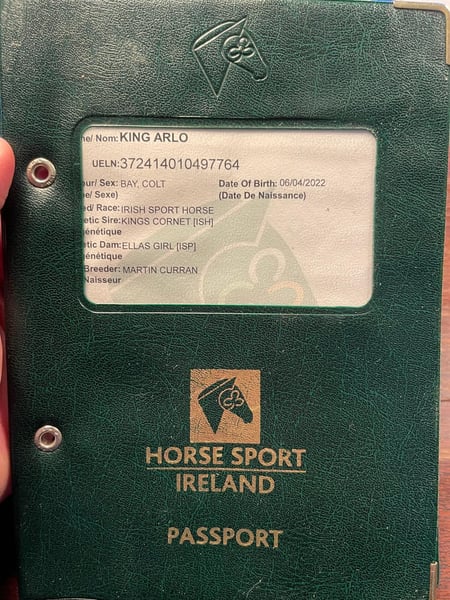 ne/ Nom: KING ARLO
UELN: 372414010497764
our/ Sex: BAY, COLT Date Of Birth: 06/04/2022
ne/ Sexe) (Date De Naissance)
ed/ Race: IRISH SPORT HORSE
etic Sire: KINGS CORNET [ISH]
énétique
etic Dam: ELLAS GIRL [ISP]
énétique
Breeder: MARTIN CURRAN
Naisseur
HORSE SPORT
IRELAND
PASSPORT